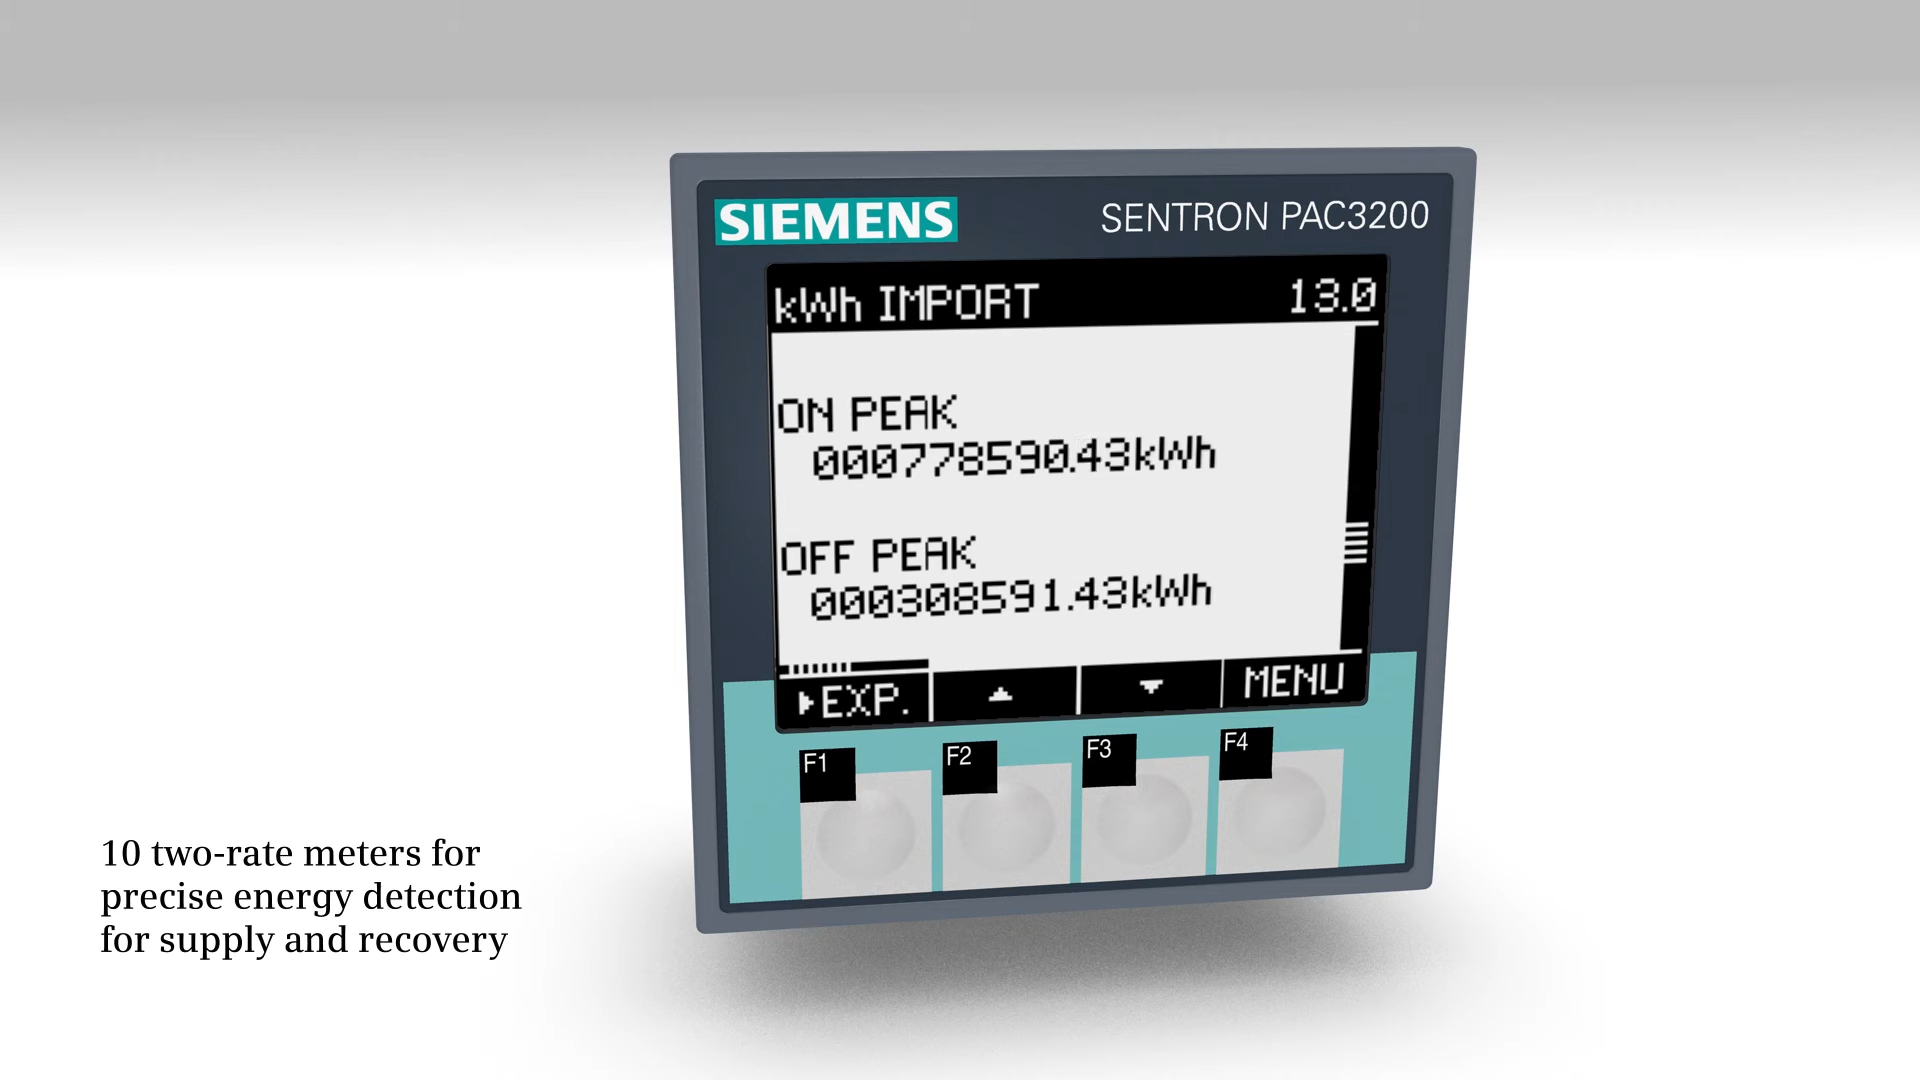 SIEMENS
SENTRON PAC3200
kWh IMPORT 13.0
ON PEAK
000778590.43kWh
OFF PEAK
000308591.43kWh
EXP. MENU
F1 F2 F3 F4
10 two-rate meters for
precise energy detection
for supply and recovery